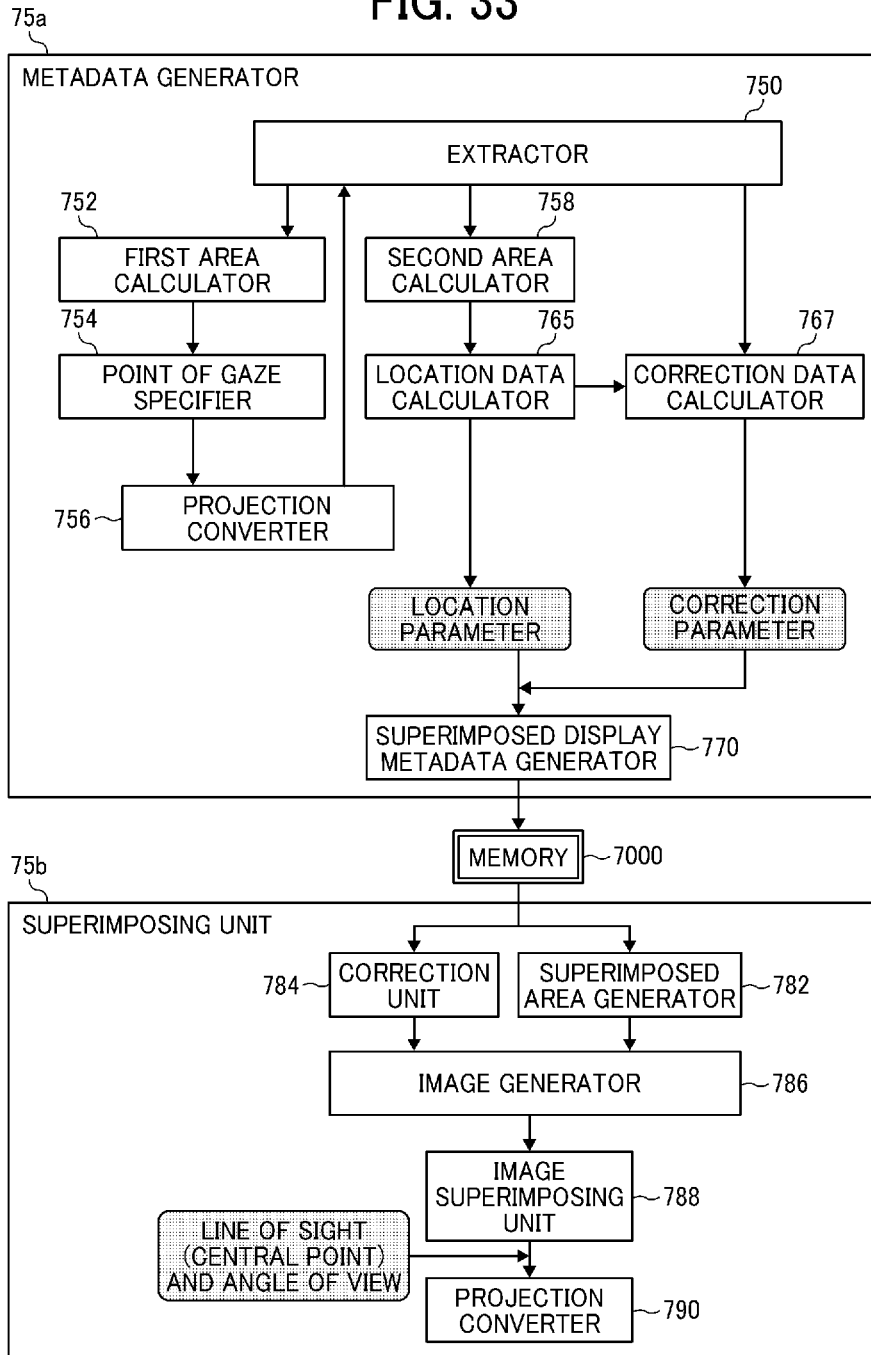 FIG. 33
75a
METADATA GENERATOR
750
EXTRACTOR
752
758
FIRST AREA
CALCULATOR
SECOND AREA
CALCULATOR
754
765
767
POINT OF GAZE
SPECIFIER
LOCATION DATA
CALCULATOR
CORRECTION DATA
CALCULATOR
756
PROJECTION
CONVERTER
LOCATION
PARAMETER
CORRECTION
PARAMETER
SUPERIMPOSED DISPLAY
METADATA GENERATOR
770
MEMORY
7000
75b
SUPERIMPOSING UNIT
784
CORRECTION
UNIT
SUPERIMPOSED
AREA GENERATOR
782
IMAGE GENERATOR
786
IMAGE
SUPERIMPOSING
UNIT
788
LINE OF SIGHT
(CENTRAL POINT)
AND ANGLE OF VIEW
PROJECTION
CONVERTER
790